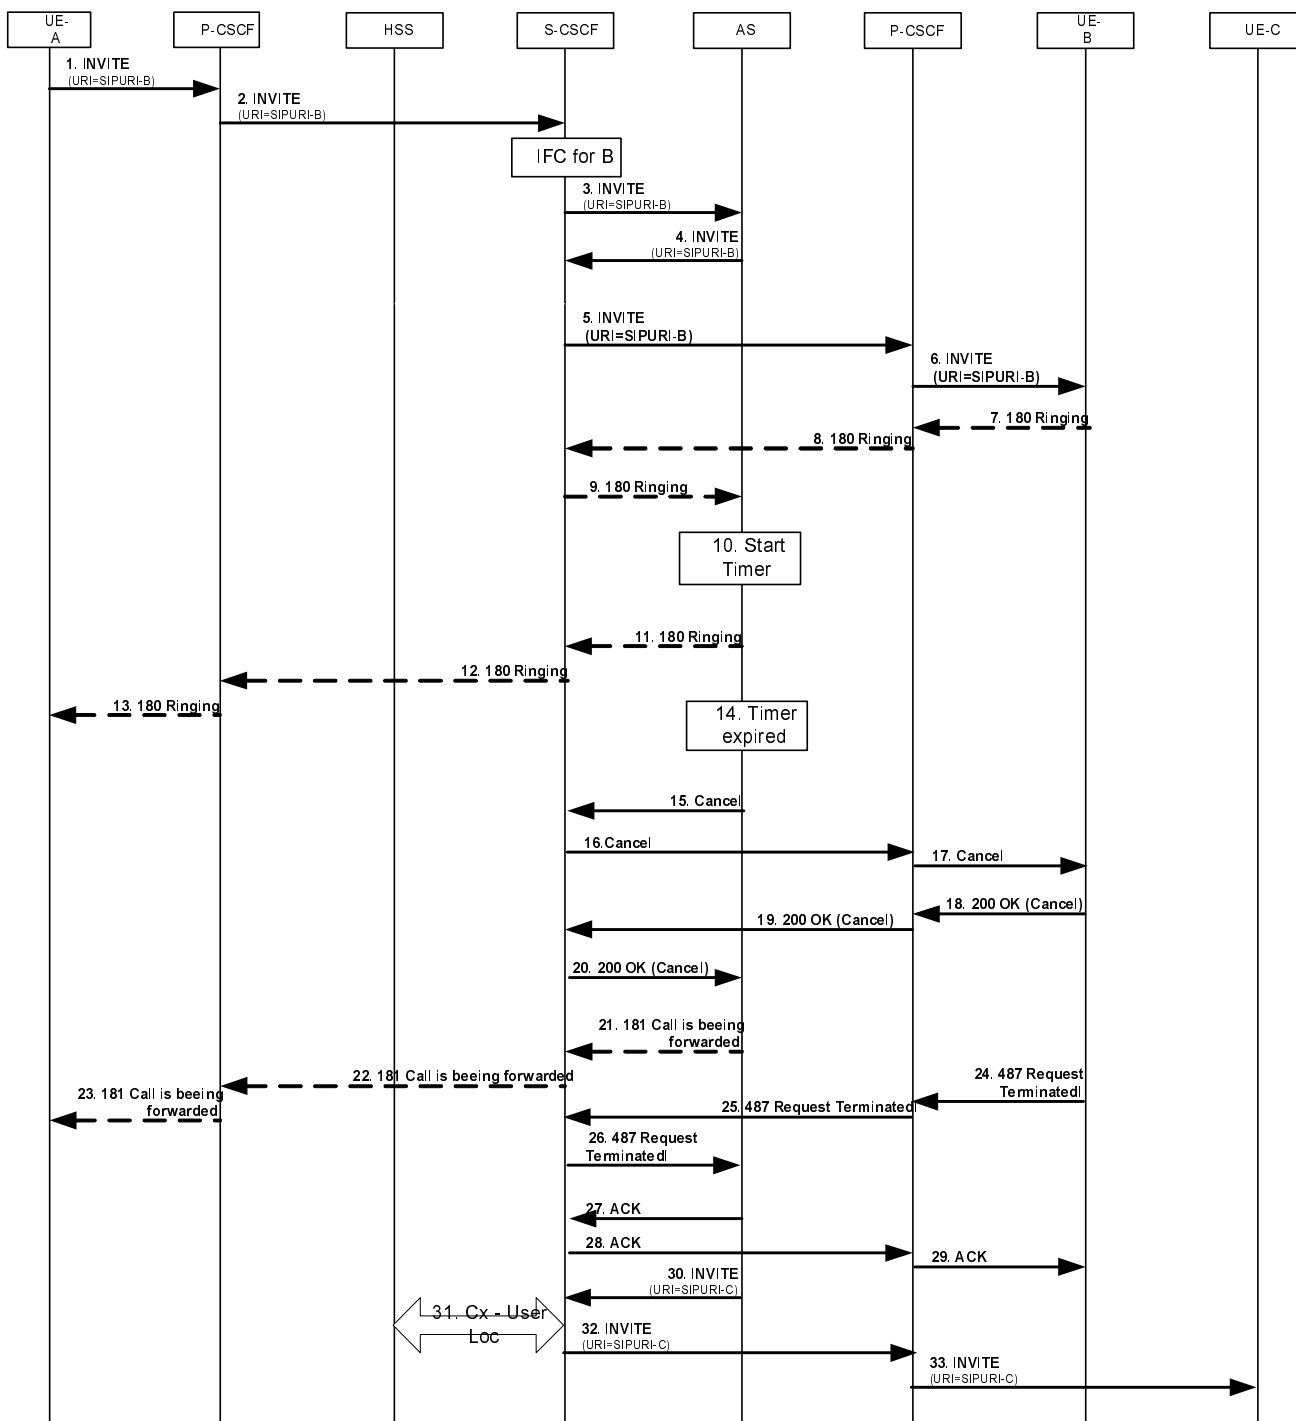 UE-
A
P-CSCF
HSS
S-CSCF
AS
P-CSCF
UE-
B
UE-C
1. INVITE
(URI=SIPURI-B)
2. INVITE
(URI=SIPURI-B)
IFC for B
3. INVITE
(URI=SIPURI-B)
4. INVITE
(URI=SIPURI-B)
5. INVITE
(URI=SIPURI-B)
6. INVITE
(URI=SIPURI-B)
7. 180 Ringing
8. 180 Ringing
9. 180 Ringing
10. Start
Timer
11. 180 Ringing
12. 180 Ringing
13. 180 Ringing
14. Timer
expired
15. Cancel
16.Cancel
17. Cancel
18. 200 OK (Cancel)
19. 200 OK (Cancel)
20. 200 OK (Cancel)
21. 181 Call is beeing
forwarded
22. 181 Call is beeing forwarded
23. 181 Call is beeing
forwarded
24. 487 Request
Terminatedl
25. 487 Request Terminatedl
26. 487 Request
Terminatedl
27. ACK
28. ACK
29. ACK
30. INVITE
(URI=SIPURI-C)
31. Cx - User
Loc
32. INVITE
(URI=SIPURI-C)
33. INVITE
(URI=SIPURI-C)